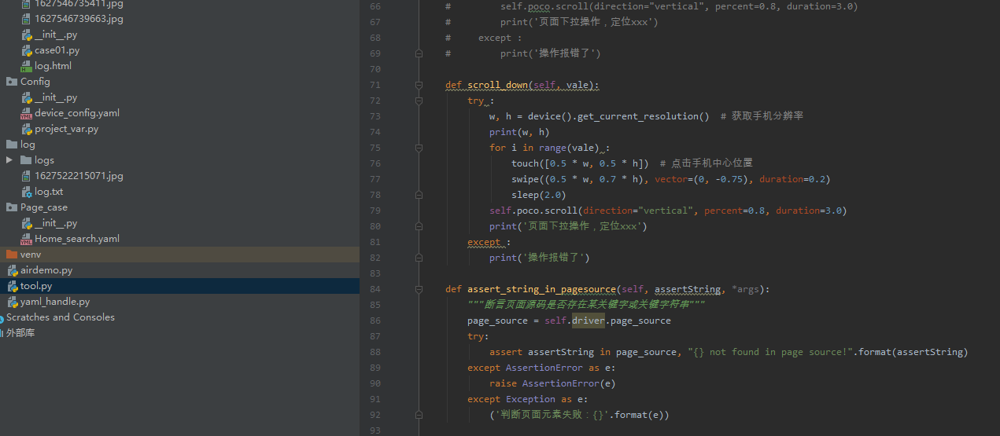 1627546735411.jpg
1627546739663.jpg
__init__.py
case01.py
log.html
Config
__init__.py
device_config.yaml
project_var.py
log
logs
1627522215071.jpg
log.txt
Page_case
__init__.py
Home_search.yaml
venv
airdemo.py
tool.py
yaml_handle.py
Scratches and Consoles
外部库
66 #         self.poco.scroll(direction="vertical", percent=0.8, duration=3.0)
67 #         print('页面下拉操作，定位xxx')
68 #     except :
69 #         print('操作报错了')
70
71 def scroll_down(self, vale):
72     try :
73         w, h = device().get_current_resolution()  # 获取手机分辨率
74         print(w, h)
75         for i in range(vale) :
76             touch([0.5 * w, 0.5 * h])  # 点击手机中心位置
77             swipe((0.5 * w, 0.7 * h), vector=(0, -0.75), duration=0.2)
78             sleep(2.0)
79         self.poco.scroll(direction="vertical", percent=0.8, duration=3.0)
80         print('页面下拉操作，定位xxx')
81     except :
82         print('操作报错了')
83
84 def assert_string_in_pagesource(self, assertString, *args):
85     """断言页面源码是否存在某关键字或关键字符串"""
86     page_source = self.driver.page_source
87     try:
88         assert assertString in page_source, "{} not found in page source!".format(assertString)
89     except AssertionError as e:
90         raise AssertionError(e)
91     except Exception as e:
92         ('判断页面元素失败：{}'.format(e))
93